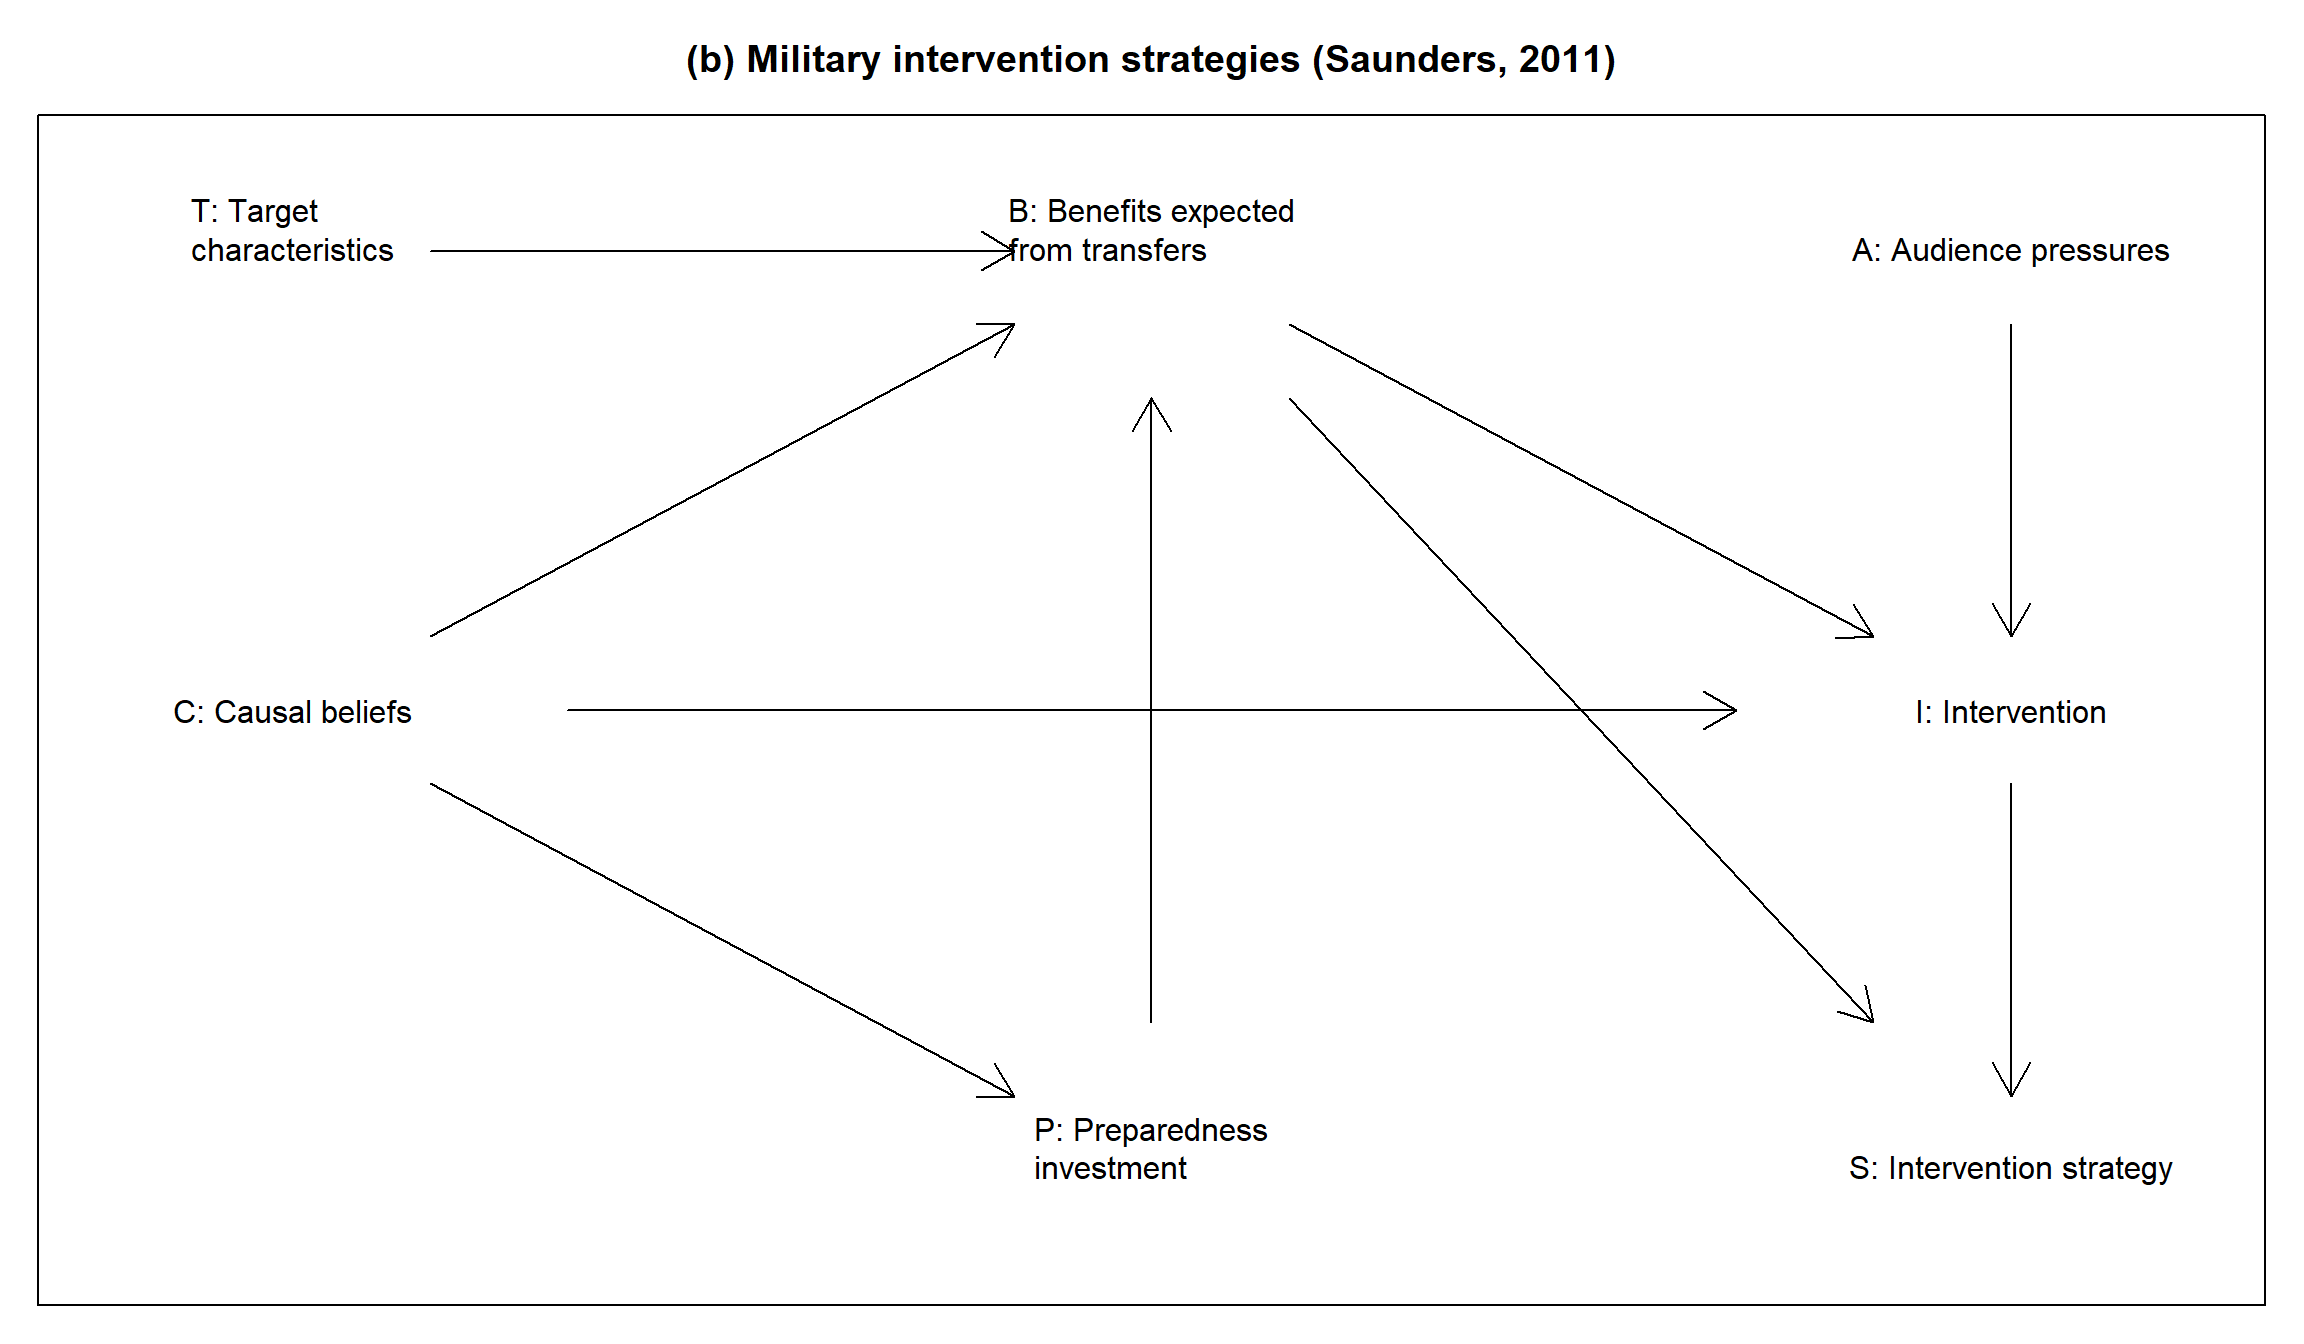 (b) Military intervention strategies (Saunders, 2011)
T: Target
characteristics
B: Benefits expected
from transfers
A: Audience pressures
C: Causal beliefs
I: Intervention
P: Preparedness
investment
S: Intervention strategy